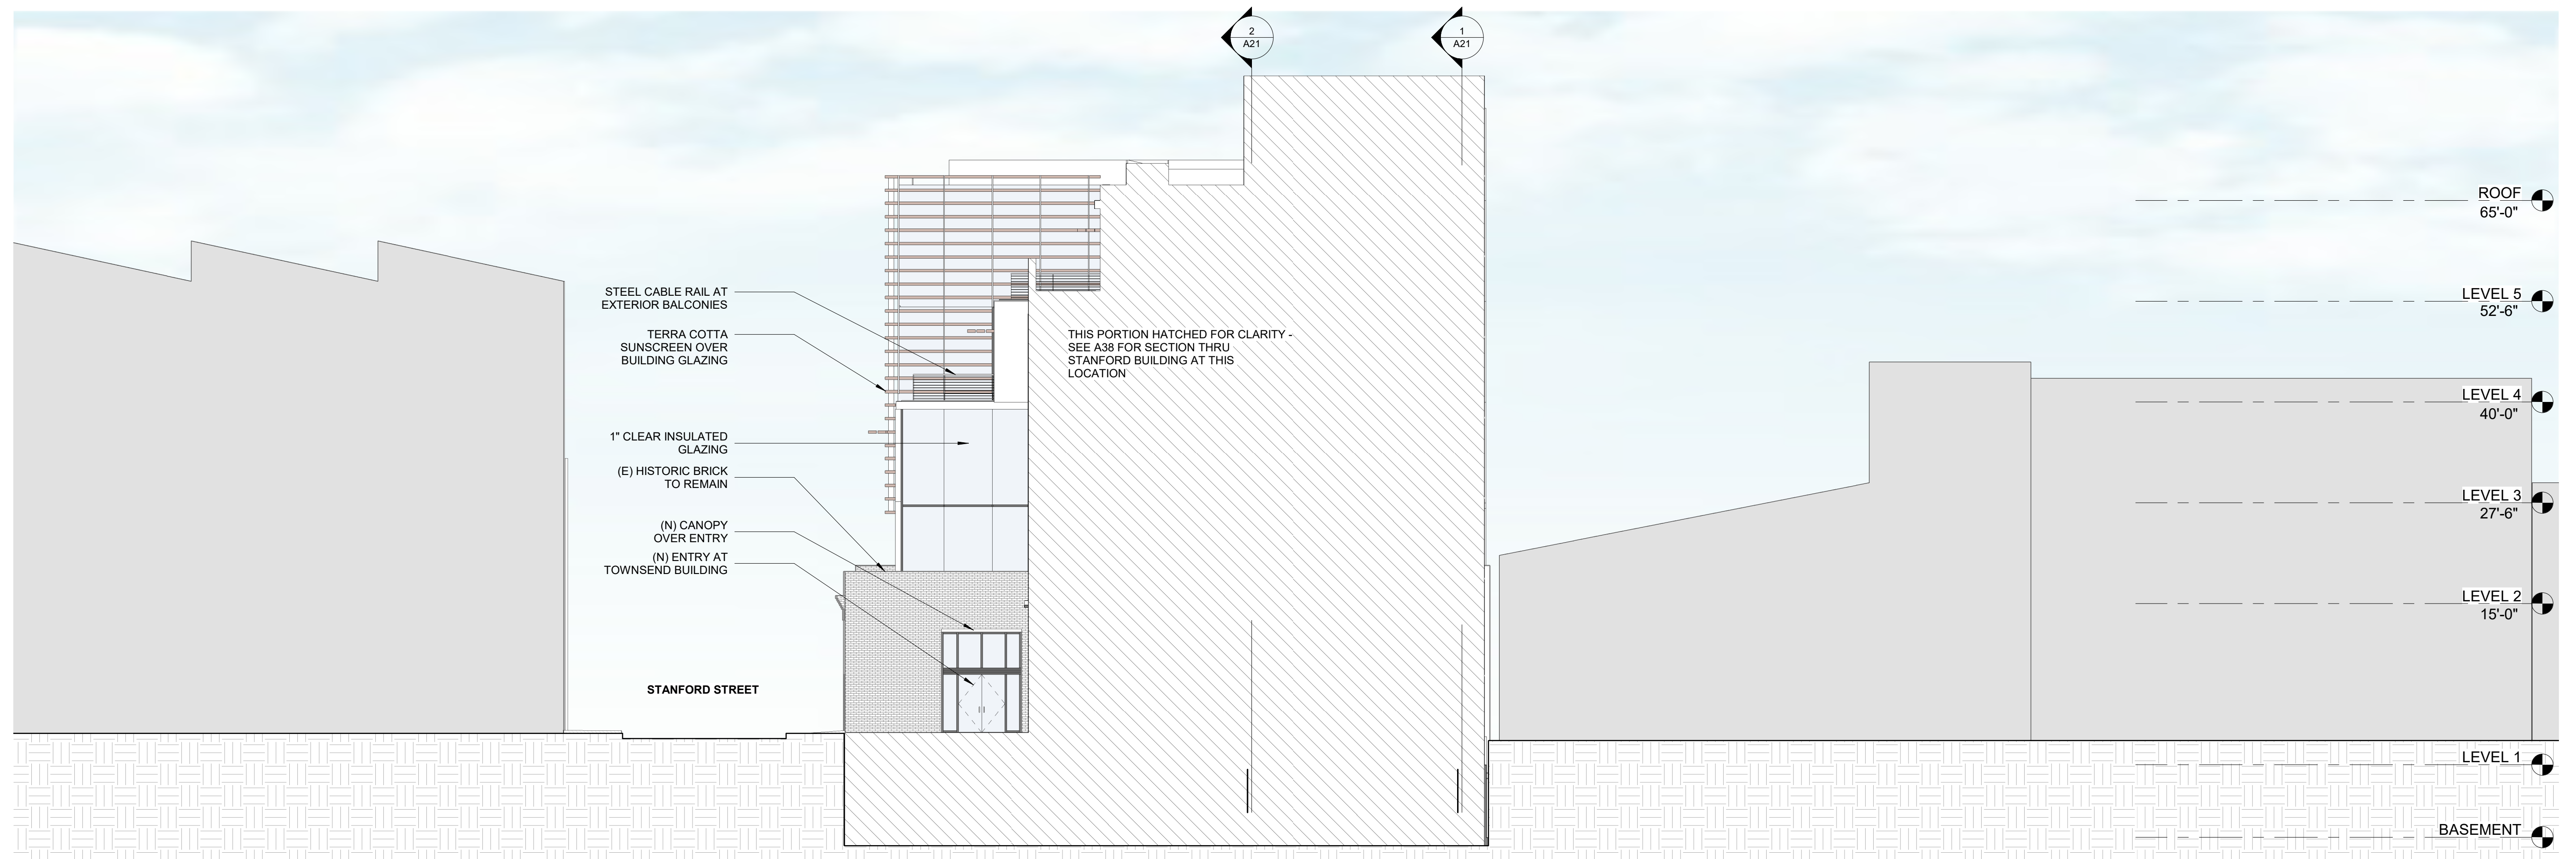 2
A21
1
A21
ROOF
65'-0"
STEEL CABLE RAIL AT
EXTERIOR BALCONIES
LEVEL 5
52'-6"
TERRA COTTA
SUNSCREEN OVER
BUILDING GLAZING
THIS PORTION HATCHED FOR CLARITY -
SEE A38 FOR SECTION THRU
STANFORD BUILDING AT THIS
LOCATION
LEVEL 4
40'-0"
1" CLEAR INSULATED
GLAZING
(E) HISTORIC BRICK
TO REMAIN
LEVEL 3
27'-6"
(N) CANOPY
OVER ENTRY
(N) ENTRY AT
TOWNSEND BUILDING
LEVEL 2
15'-0"
STANFORD STREET
LEVEL 1
BASEMENT